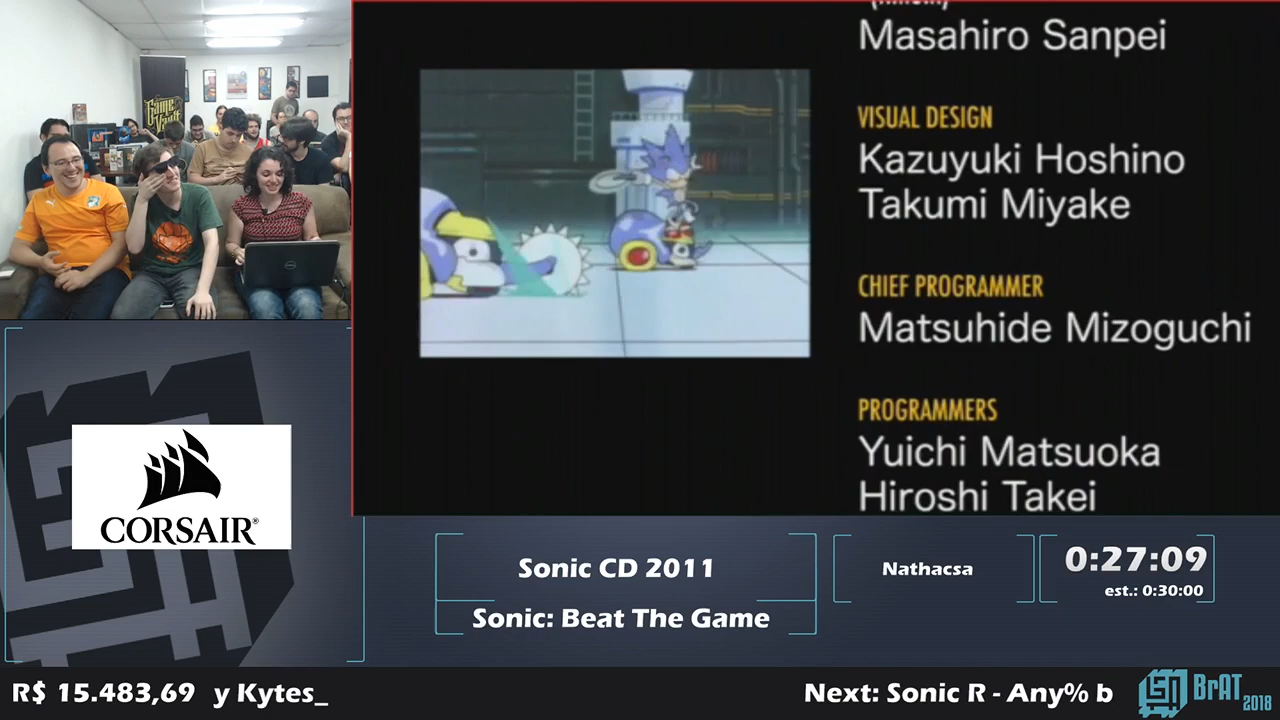 Game
Vault
Masahiro Sanpei
VISUAL DESIGN
Kazuyuki Hoshino
Takumi Miyake
CHIEF PROGRAMMER
Matsuhide Mizoguchi
PROGRAMMERS
Yuichi Matsuoka
Hiroshi Takei
CORSAIR®
Sonic CD 2011
Sonic: Beat The Game
Nathacsa
0:27:09
est.: 0:30:00
R$ 15.483,69 y Kytes_
Next: Sonic R - Any% b
BrAT
2018